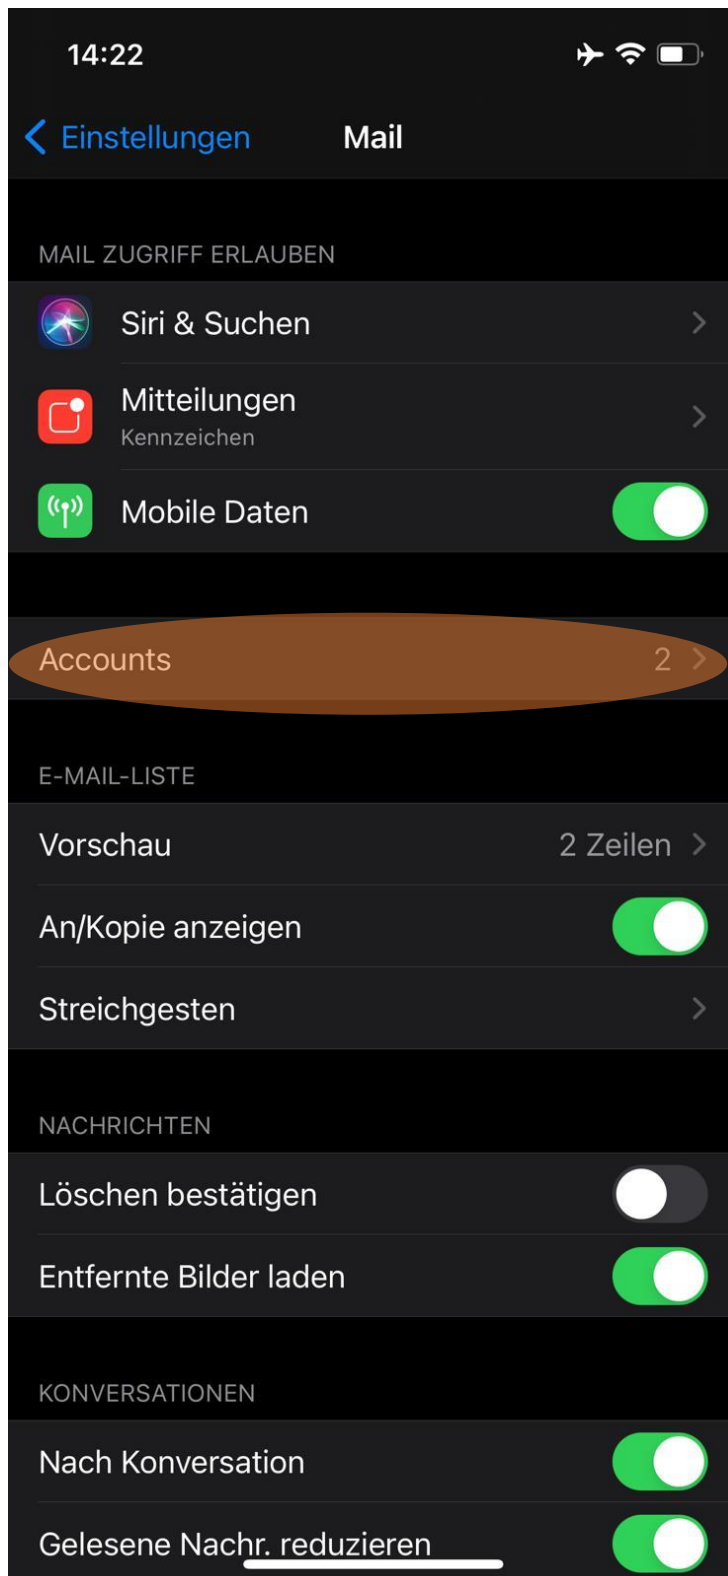 14:22
Einstellungen Mail
MAIL ZUGRIFF ERLAUBEN
Siri & Suchen
Mitteilungen
Kennzeichen
Mobile Daten
Accounts 2
E-MAIL-LISTE
Vorschau 2 Zeilen
An/Kopie anzeigen
Streichgesten
NACHRICHTEN
Löschen bestätigen
Entfernte Bilder laden
KONVERSATIONEN
Nach Konversation
Gelesene Nachr. reduzieren